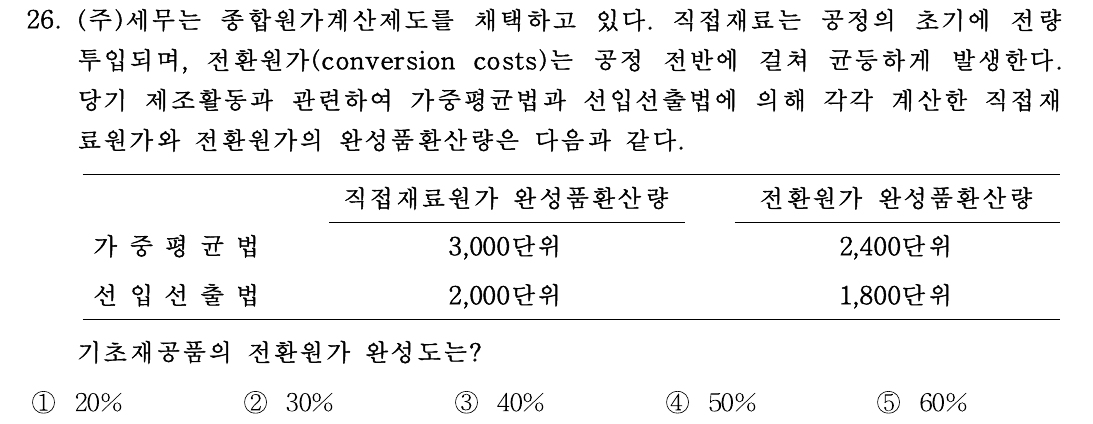 26. (주)세무는 종합원가계산제도를 채택하고 있다. 직접재료는 공정의 초기에 전량
투입되며, 전환원가(conversion costs)는 공정 전반에 걸쳐 균등하게 발생한다.
당기 제조활동과 관련하여 가중평균법과 선입선출법에 의해 각각 계산한 직접재
료원가와 전환원가의 완성품환산량은 다음과 같다.
직접재료원가 완성품환산량 전환원가 완성품환산량
가 중 평 균 법 3,000단위 2,400단위
선 입 선 출 법 2,000단위 1,800단위
기초재공품의 전환원가 완성도는?
① 20% ② 30% ③ 40% ④ 50% ⑤ 60%